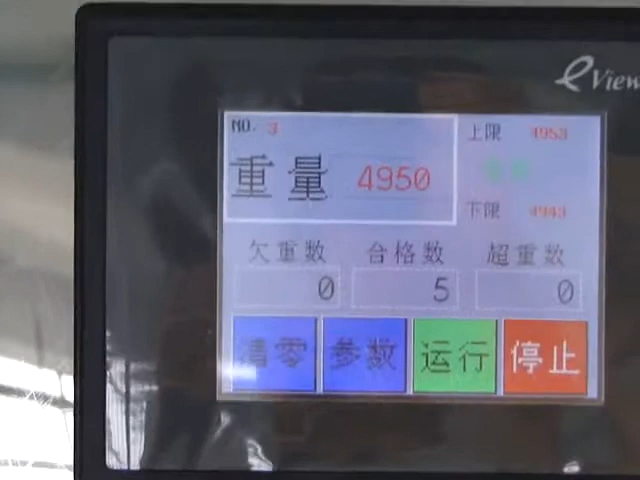 eView
NO. 3
上限 4953
重量 4950
下限 4943
欠重数 合格数 超重数
0 5 0
清零 参数 运行 停止